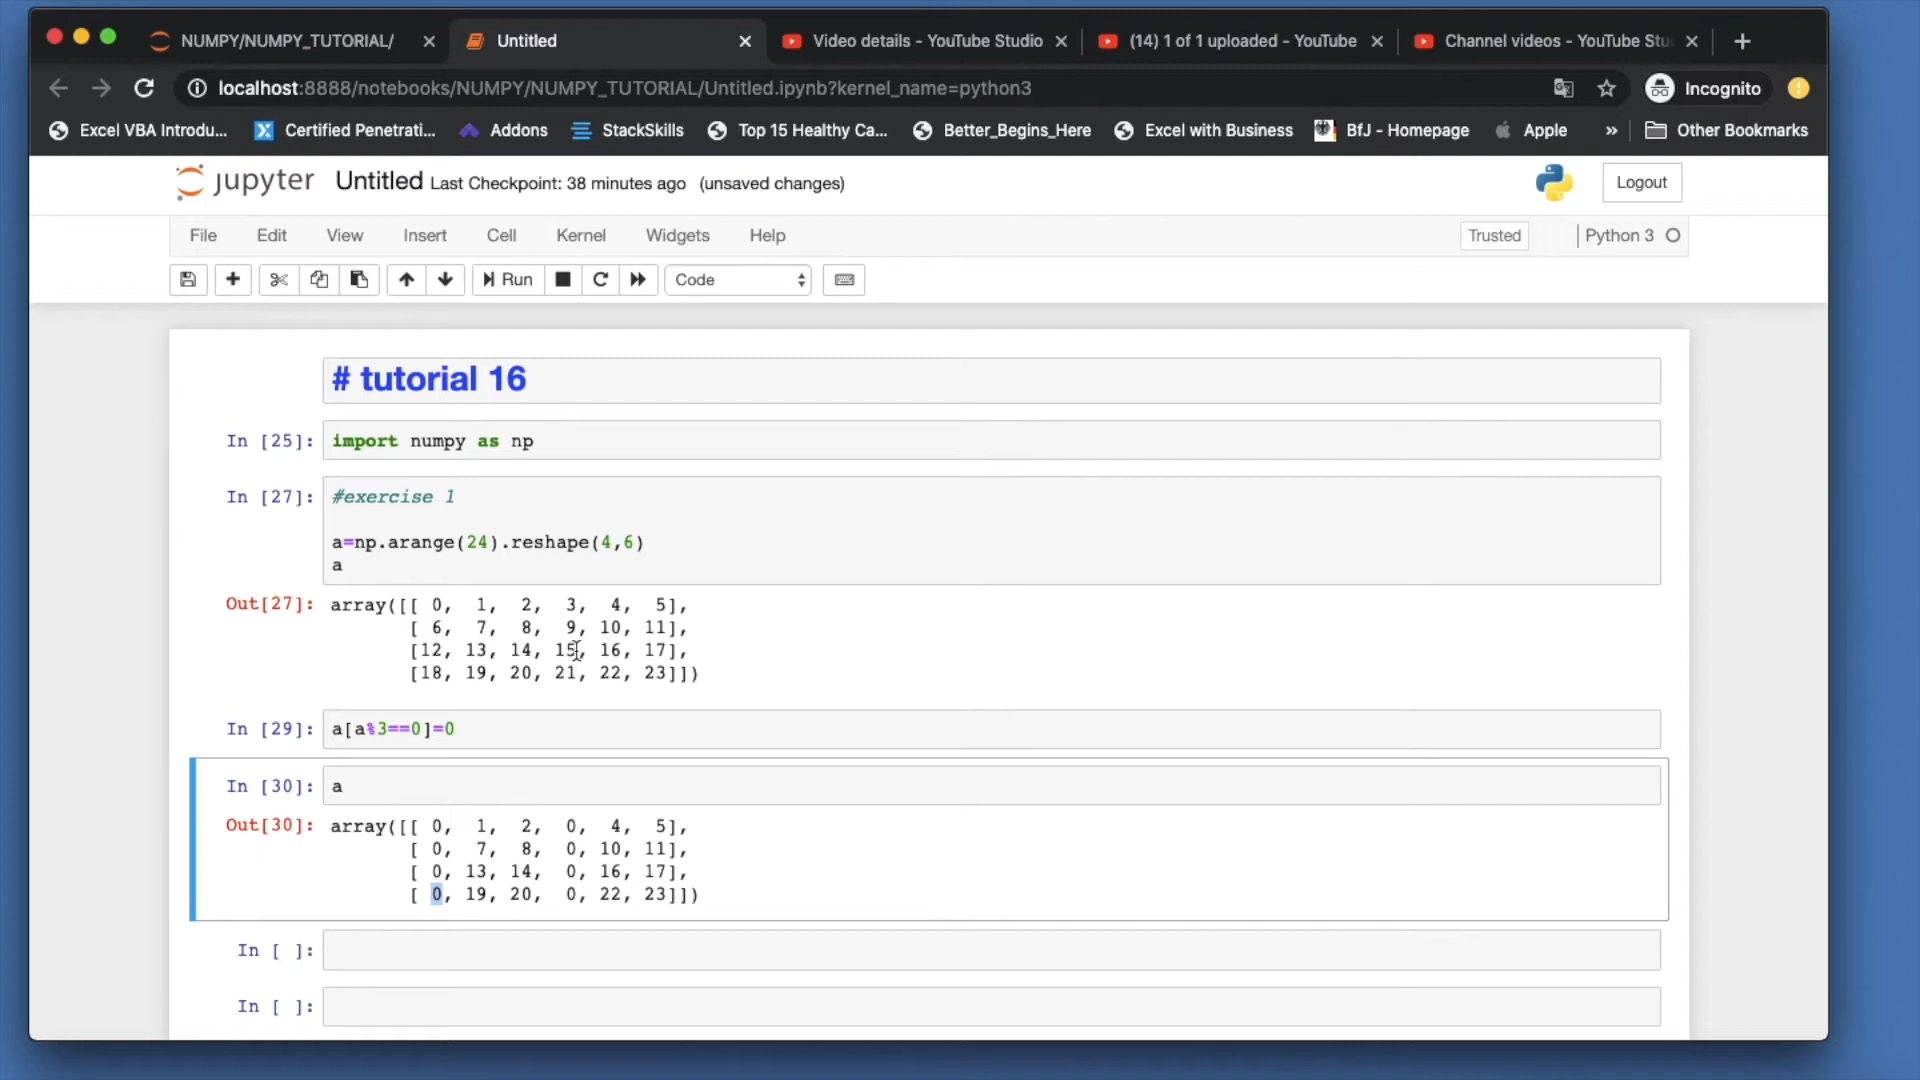 NUMPY/NUMPY_TUTORIAL/
Untitled
Video details - YouTube Studio
(14) 1 of 1 uploaded - YouTube
Channel videos - YouTube Stu
localhost:8888/notebooks/NUMPY/NUMPY_TUTORIAL/Untitled.ipynb?kernel_name=python3
Incognito
Excel VBA Introdu...
Certified Penetrati...
Addons
StackSkills
Top 15 Healthy Ca...
Better_Begins_Here
Excel with Business
BfJ - Homepage
Apple
»
Other Bookmarks
jupyter Untitled Last Checkpoint: 38 minutes ago (unsaved changes)
Logout
File Edit View Insert Cell Kernel Widgets Help
Trusted
Python 3
Run
Code
# tutorial 16
In [25]: import numpy as np
In [27]: #exercise 1
a=np.arange(24).reshape(4,6)
a
Out[27]: array([[ 0, 1, 2, 3, 4, 5],
[ 6, 7, 8, 9, 10, 11],
[12, 13, 14, 15, 16, 17],
[18, 19, 20, 21, 22, 23]])
In [29]: a[a%3==0]=0
In [30]: a
Out[30]: array([[ 0, 1, 2, 0, 4, 5],
[ 0, 7, 8, 0, 10, 11],
[ 0, 13, 14, 0, 16, 17],
[ 0, 19, 20, 0, 22, 23]])
In [ ]:
In [ ]: